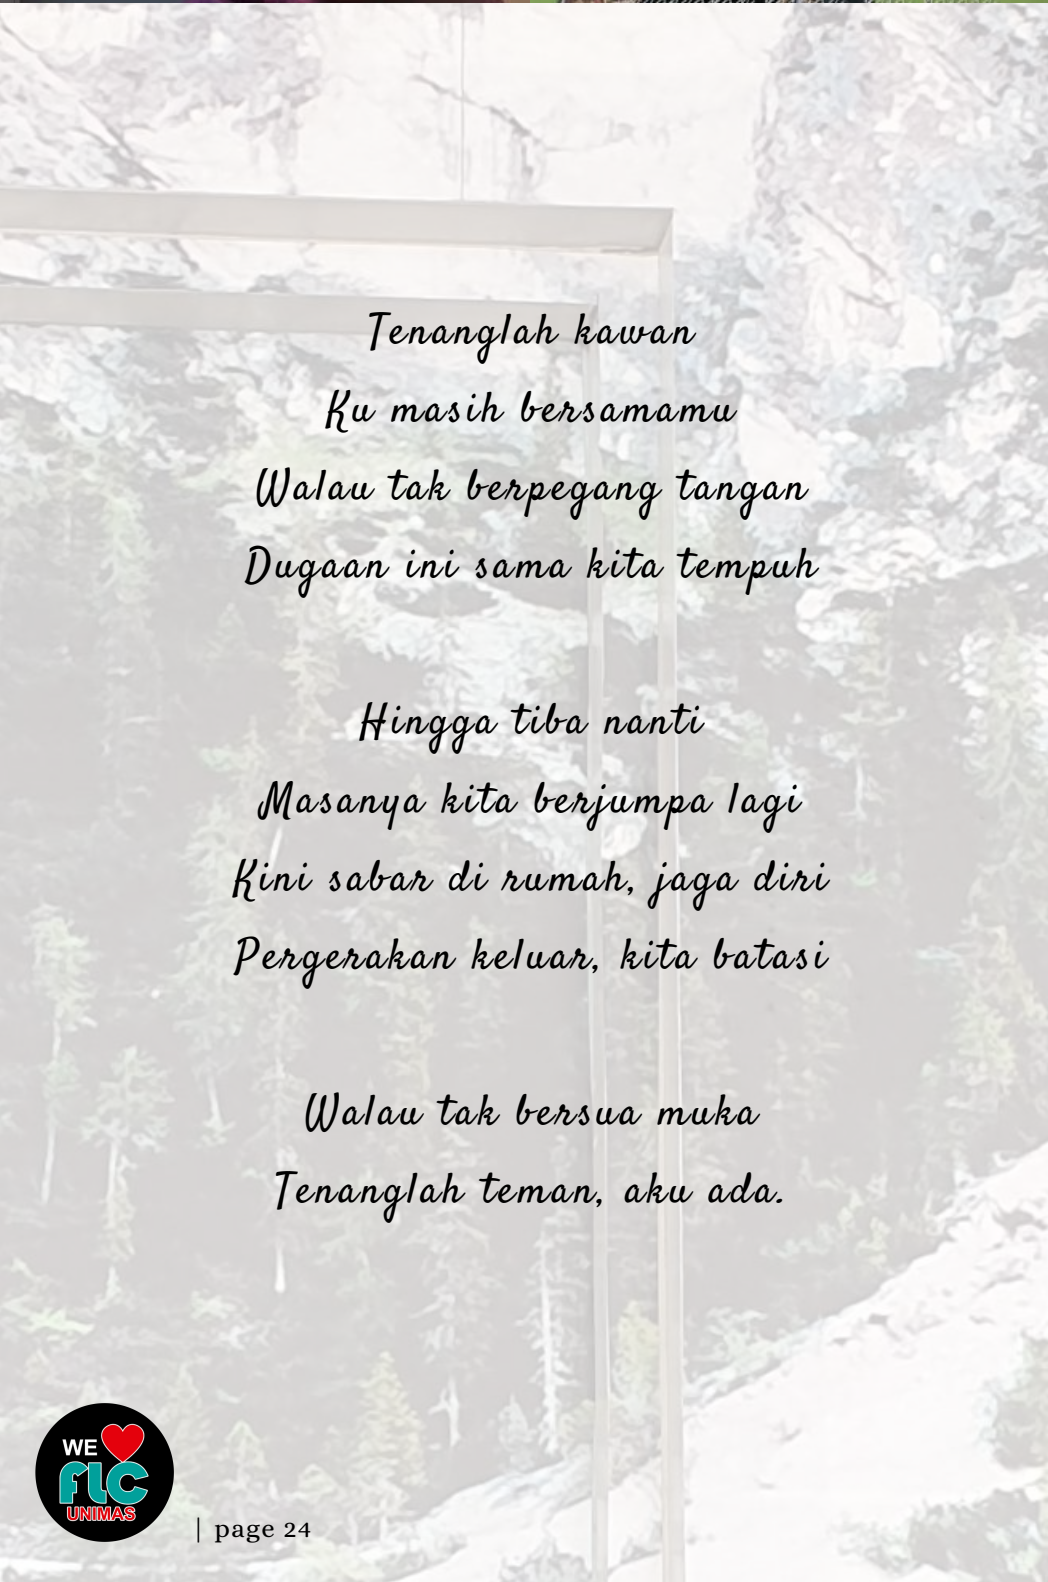 Tenanglah kawan
Ku masih bersamamu
Walau tak berpegang tangan
Dugaan ini sama kita tempuh
Hingga tiba nanti
Masanya kita berjumpa lagi
Kini sabar di rumah, jaga diri
Pergerakan keluar, kita batasi
Walau tak bersua muka
Tenanglah teman, aku ada.
WE
flc
UNIMAS
| page 24